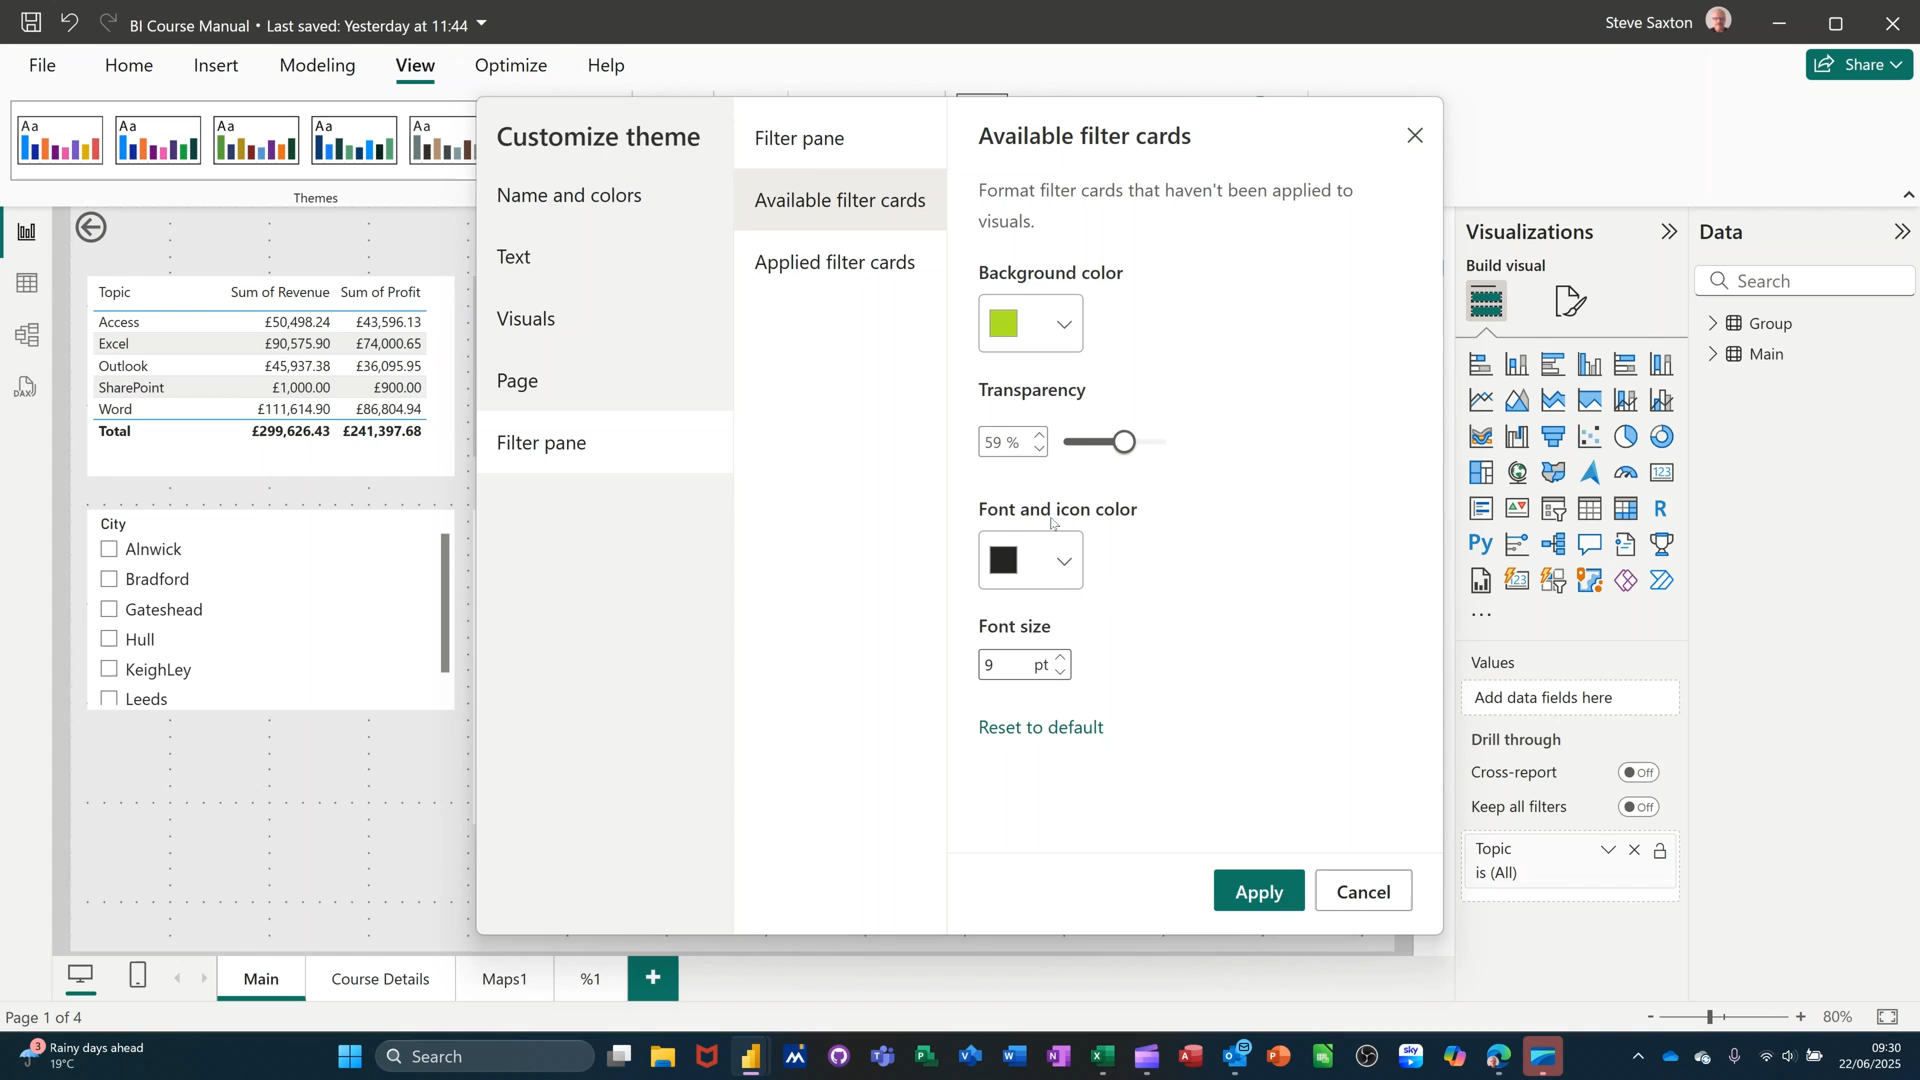 BI Course Manual • Last saved: Yesterday at 11:44
Steve Saxton
File
Home
Insert
Modeling
View
Optimize
Help
Share
Aa
Aa
Aa
Aa
Aa
Themes
Customize theme
Name and colors
Text
Visuals
Page
Filter pane
Filter pane
Available filter cards
Applied filter cards
Available filter cards
Format filter cards that haven't been applied to
visuals.
Background color
Transparency
59 %
Font and icon color
Font size
9 pt
Reset to default
Apply
Cancel
Topic Sum of Revenue Sum of Profit
Access £50,498.24 £43,596.13
Excel £90,575.90 £74,000.65
Outlook £45,937.38 £36,095.95
SharePoint £1,000.00 £900.00
Word £111,614.90 £86,804.94
Total £299,626.43 £241,397.68
City
Alnwick
Bradford
Gateshead
Hull
KeighLey
Leeds
DAX
Visualizations
Build visual
123
R
Py
123
...
Values
Add data fields here
Drill through
Cross-report
Off
Keep all filters
Off
Topic
is (All)
Data
Search
Group
Main
Main
Course Details
Maps1
%1
+
Page 1 of 4
- + 80%
3
Rainy days ahead
19°C
Search
sky
09:30
22/06/2025